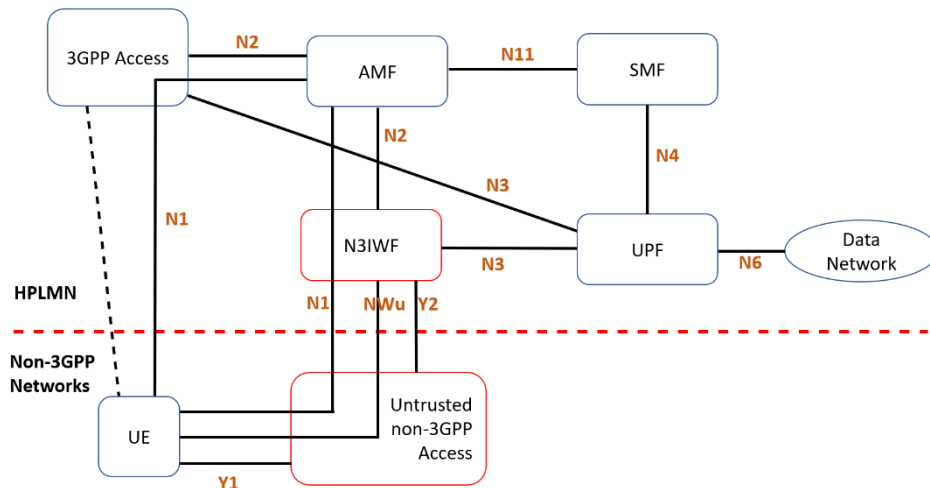 N2
3GPP Access
AMF
N11
SMF
N2
N4
N3
N1
N3IWF
UPF
Data
Network
N3
N6
HPLMN
N1
NWu
Y2
Non-3GPP
Networks
Untrusted
non-3GPP
Access
UE
Y1